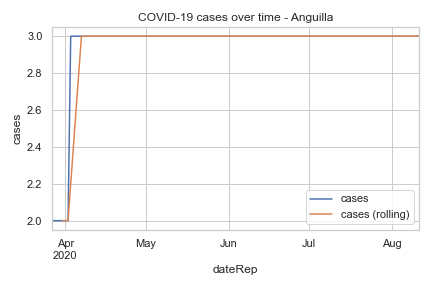 COVID-19 cases over time - Anguilla
3.0
2.8
2.6
2.4
2.2
2.0
cases
cases
cases (rolling)
Apr
2020
May
Jun
Jul
Aug
dateRep